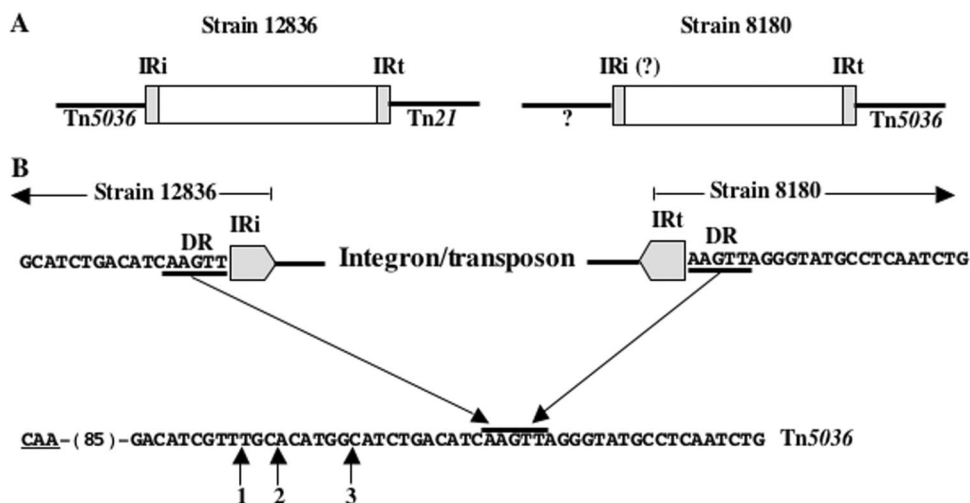 A
Strain 12836
Strain 8180
IRi
IRt
IRi (?)
IRt
Tn5036
Tn21
?
Tn5036
B
Strain 12836
Strain 8180
IRi
IRt
DR
DR
GCATCTGACATCAAGTT
Integron/transposon
AAGTTAGGGTATGCCTCAATCTG
CAA-(85)-GACATCGTTTGCACATGGCATCTGACATCAAGTTAGGGTATGCCTCAATCTG Tn5036
1 2 3